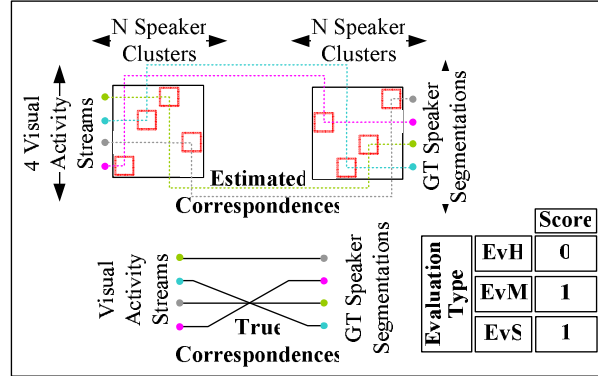 N Speaker
Clusters
N Speaker
Clusters
4 Visual
Activity
Streams
GT Speaker
Segmentations
Estimated
Correspondences
Visual
Activity
Streams
GT Speaker
Segmentations
True
Correspondences
Score
Evaluation
Type
EvH 0
EvM 1
EvS 1